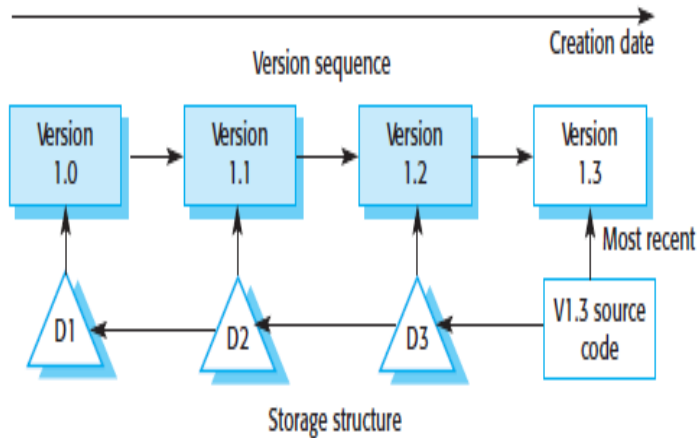 Creation date
Version sequence
Version
1.0
Version
1.1
Version
1.2
Version
1.3
Most recent
D1
D2
D3
V1.3 source
code
Storage structure